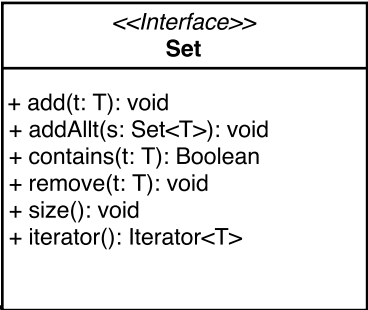 <<Interface>>
Set
+ add(t: T): void
+ addAllt(s: Set<T>): void
+ contains(t: T): Boolean
+ remove(t: T): void
+ size(): void
+ iterator(): Iterator<T>